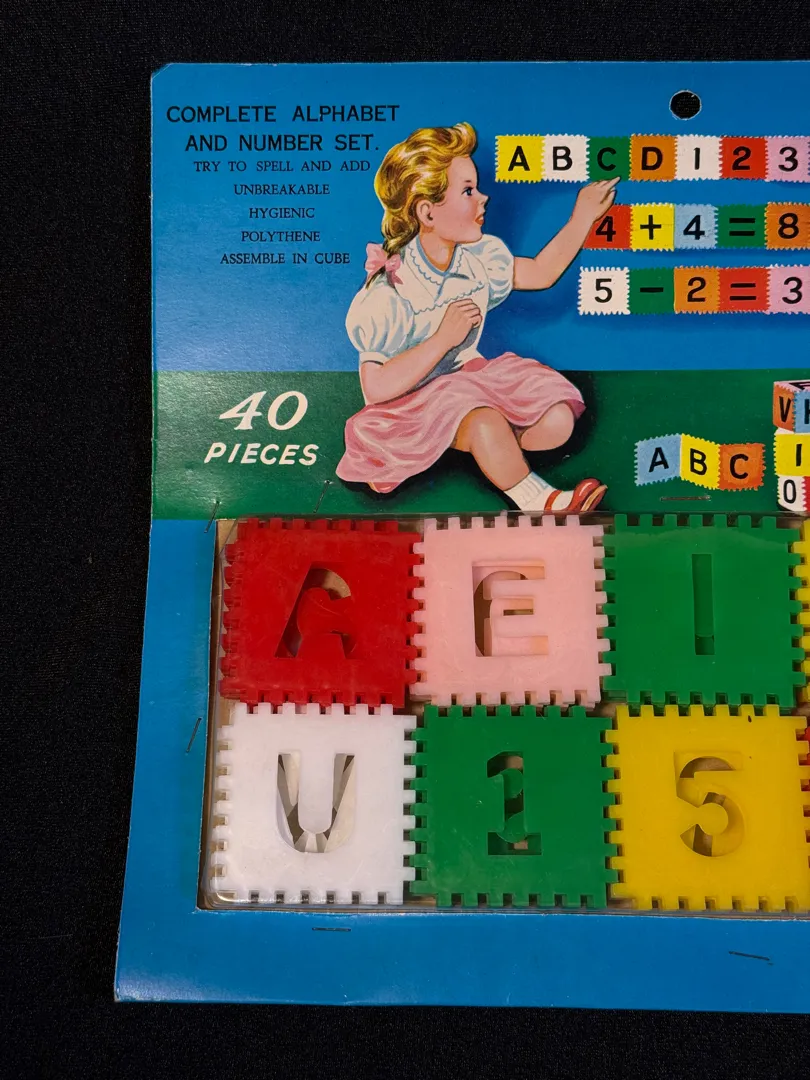 COMPLETE ALPHABET
AND NUMBER SET.
TRY TO SPELL AND ADD
UNBREAKABLE
HYGIENIC
POLYTHENE
ASSEMBLE IN CUBE
A B C D 1 2 3
4 + 4 = 8
5 - 2 = 3
40
PIECES
A B C
V
I
O
A E I
U 1 5